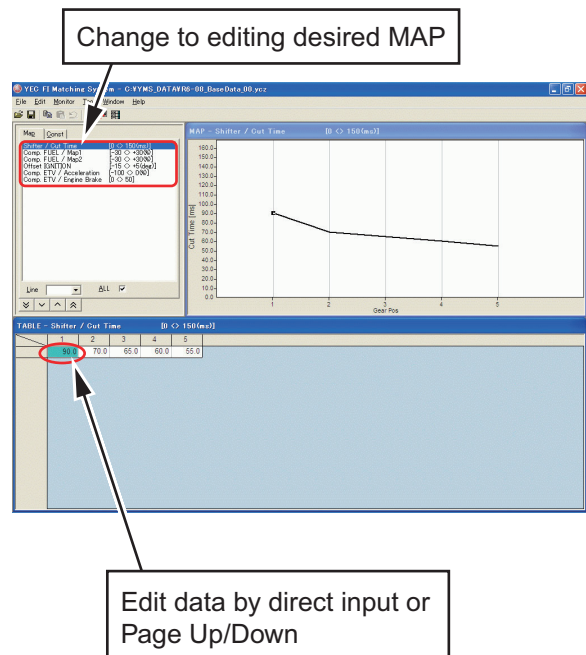 Change to editing desired MAP
YEC FI Matching System - C:¥YMS_DATA¥R6-08_BaseData_00.ycz
File Edit Monitor Tool Window Help
Map Const
Shifter / Cut Time [0 <> 150(ms)]
Comp. FUEL / Map1 [-30 <> +30(%)]
Comp. FUEL / Map2 [-30 <> +30(%)]
Offset IGNITION [-15 <> +5(deg)]
Comp. ETV / Acceleration [-100 <> 0(%)]
Comp. ETV / Engine Brake [0 <> 50]
Line ALL
MAP - Shifter / Cut Time [0 <> 150(ms)]
Cut Time [ms]
160.0
150.0
140.0
130.0
120.0
110.0
100.0
90.0
80.0
70.0
60.0
50.0
40.0
30.0
20.0
10.0
0.0
1 2 3 4 5
Gear Pos
TABLE - Shifter / Cut Time [0 <> 150(ms)]
1 2 3 4 5
90.0 70.0 65.0 60.0 55.0
Edit data by direct input or
Page Up/Down